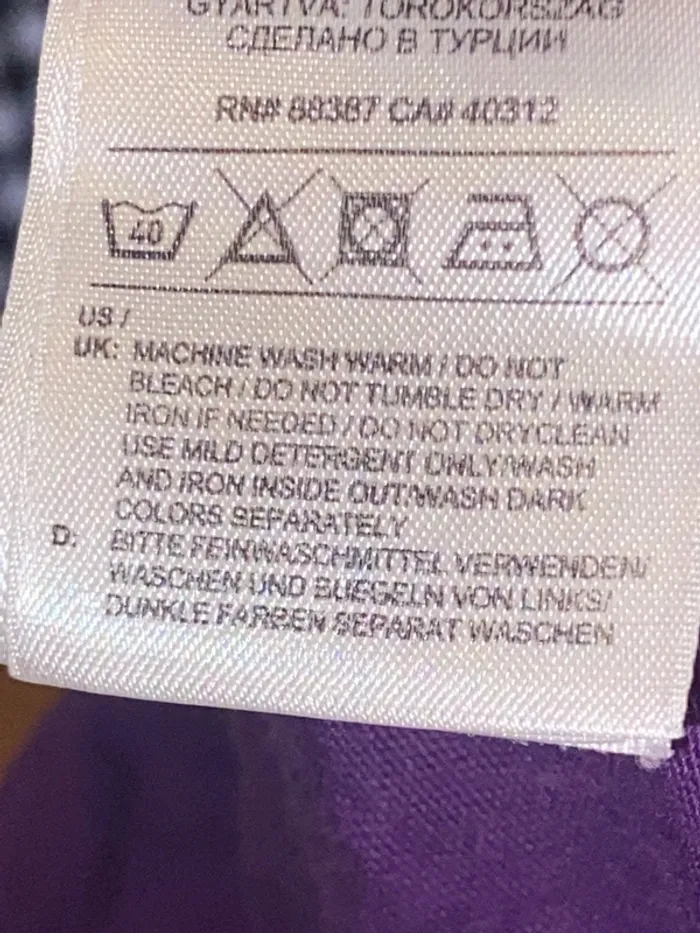 GYÁRTVA: TÖRÖKORSZÁG
СДЕЛАНО В ТУРЦИИ
RN# 88387 CA# 40312
40
US /
UK: MACHINE WASH WARM / DO NOT
BLEACH / DO NOT TUMBLE DRY / WARM
IRON IF NEEDED / DO NOT DRYCLEAN
USE MILD DETERGENT ONLY/WASH
AND IRON INSIDE OUT/WASH DARK
COLORS SEPARATELY
D: BITTE FEINWASCHMITTEL VERWENDEN/
WASCHEN UND BUEGELN VON LINKS/
DUNKLE FARBEN SEPARAT WASCHEN